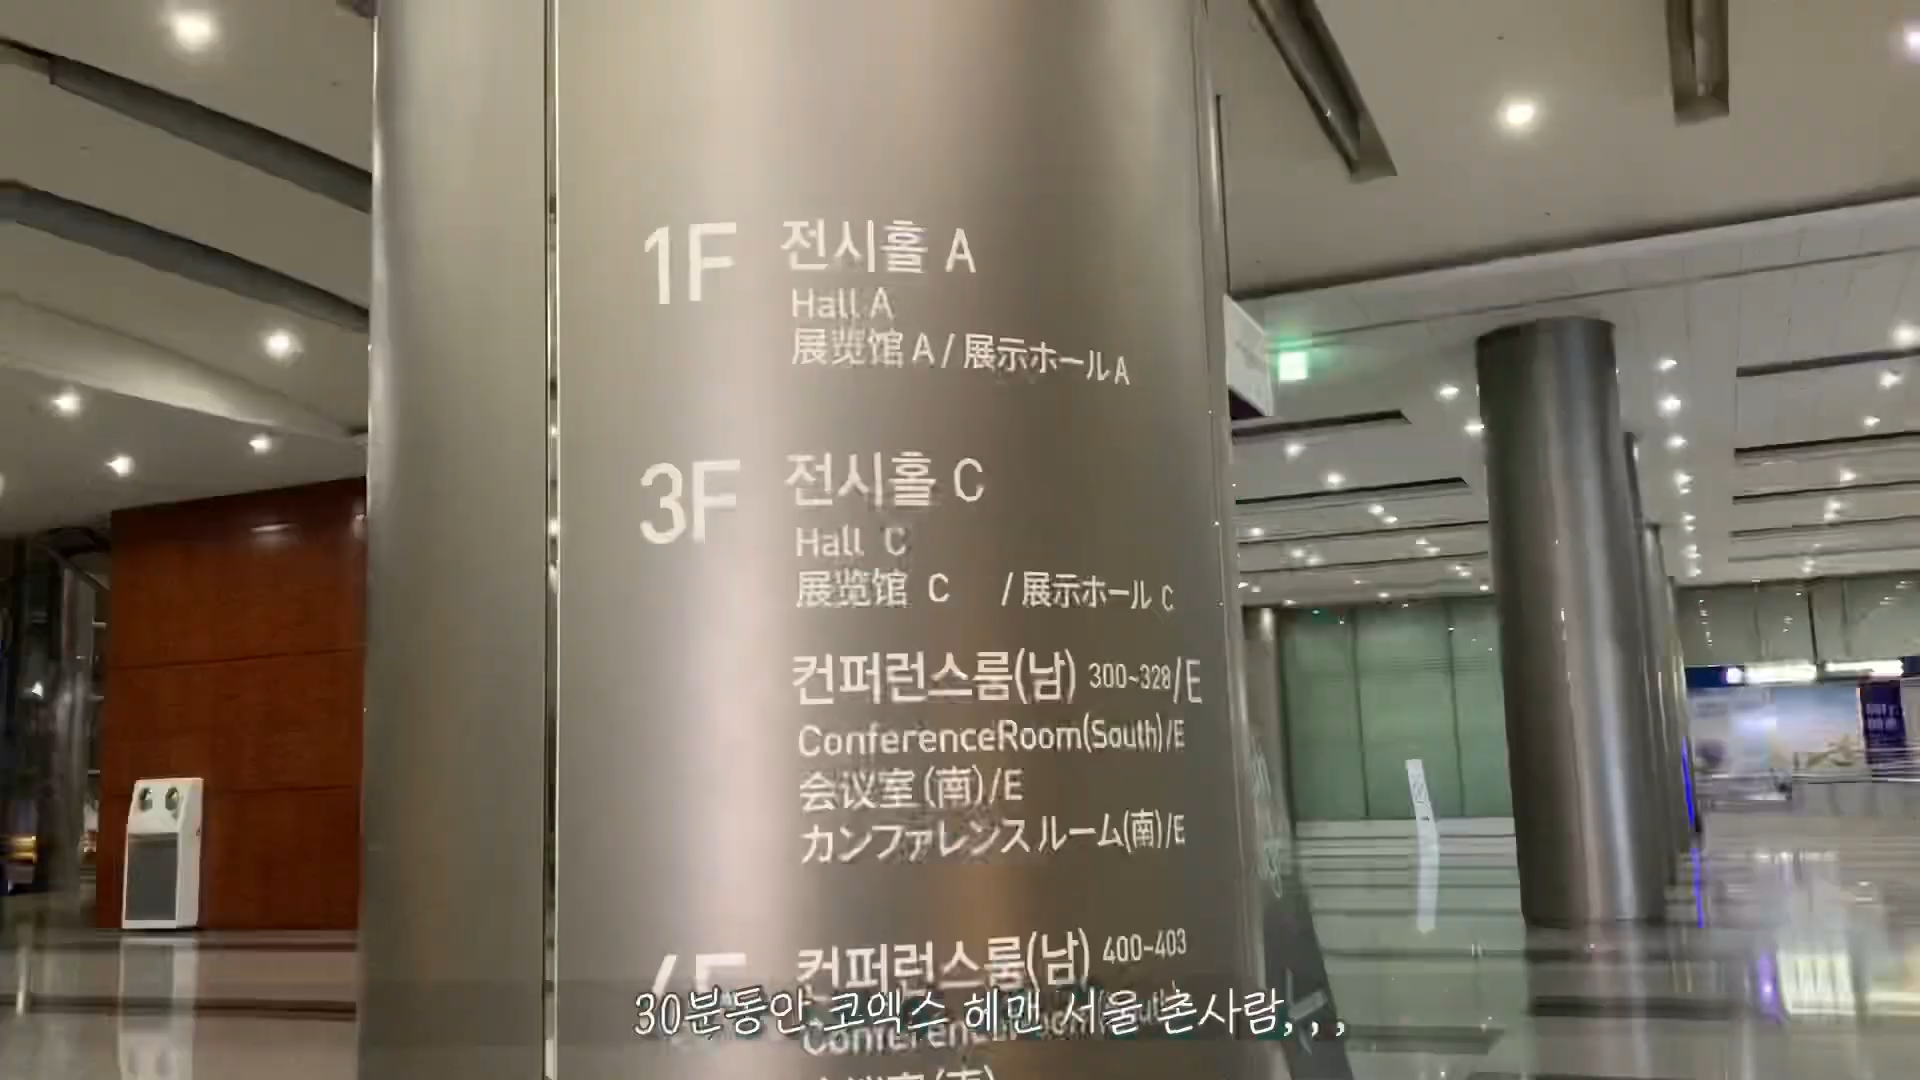 1F 전시홀 A
Hall A
展览馆 A / 展示ホール A
3F 전시홀 C
Hall C
展览馆 C / 展示ホール C
컨퍼런스룸(남) 300~328/E
ConferenceRoom(South)/E
会议室(南)/E
カンファレンスルーム(南)/E
컨퍼런스룸(남) 400~403
30분동안 코엑스 헤맨 서울 촌사람, , ,